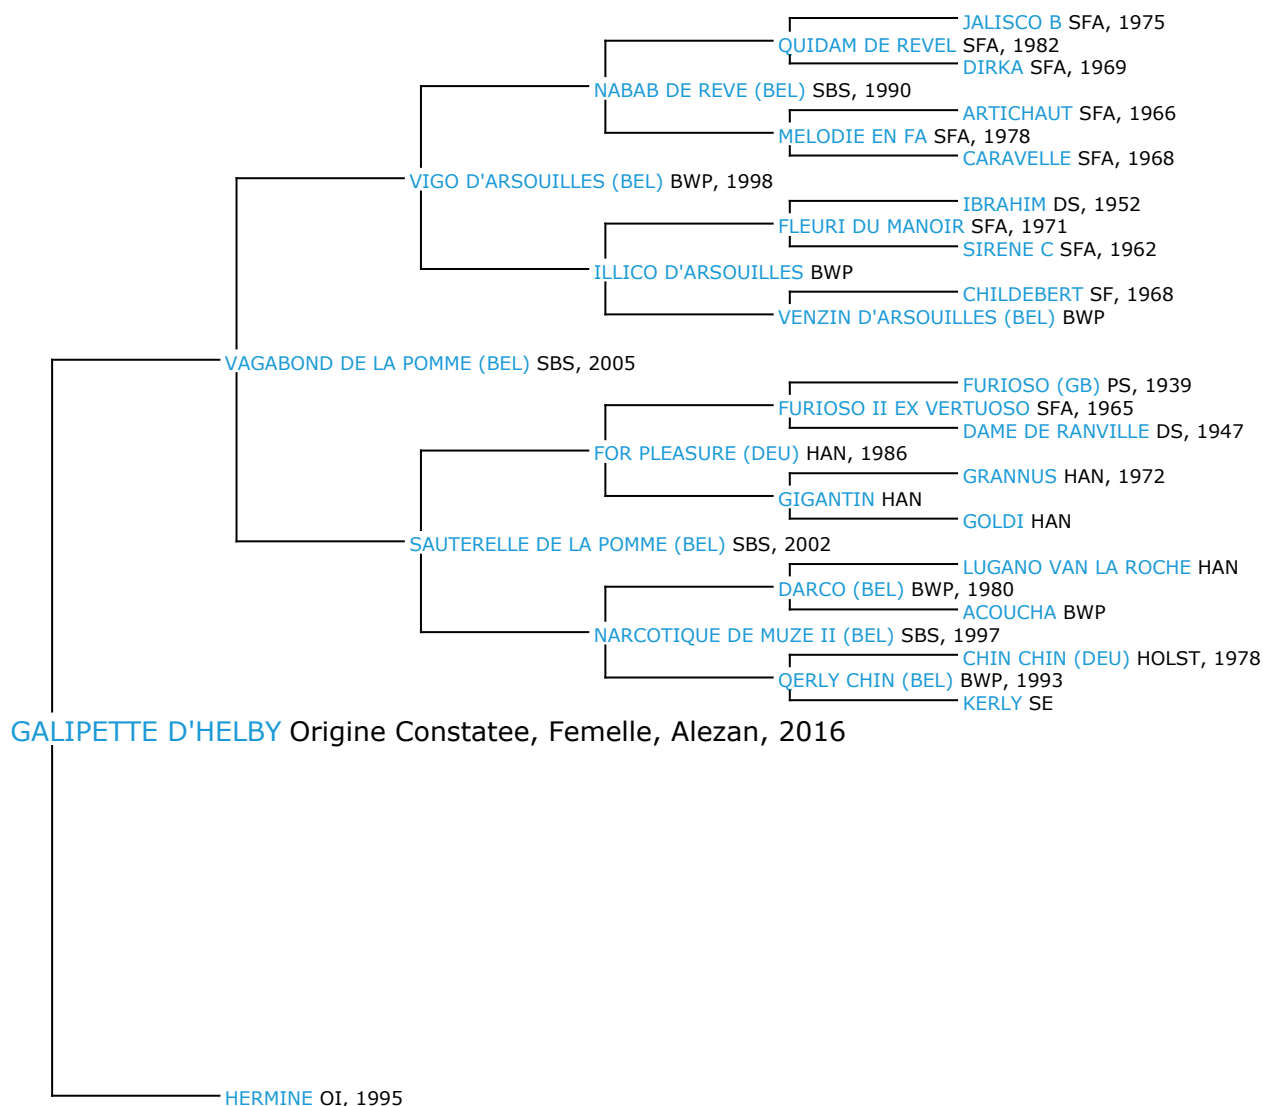 JALISCO B SFA, 1975
QUIDAM DE REVEL SFA, 1982
DIRKA SFA, 1969
NABAB DE REVE (BEL) SBS, 1990
ARTICHAUT SFA, 1966
MELODIE EN FA SFA, 1978
CARAVELLE SFA, 1968
VIGO D'ARSOUILLES (BEL) BWP, 1998
IBRAHIM DS, 1952
FLEURI DU MANOIR SFA, 1971
SIRENE C SFA, 1962
ILLICO D'ARSOUILLES BWP
CHILDEBERT SF, 1968
VENZIN D'ARSOUILLES (BEL) BWP
VAGABOND DE LA POMME (BEL) SBS, 2005
FURIOSO (GB) PS, 1939
FURIOSO II EX VERTUOSO SFA, 1965
DAME DE RANVILLE DS, 1947
FOR PLEASURE (DEU) HAN, 1986
GRANNUS HAN, 1972
GIGANTIN HAN
GOLDI HAN
SAUTERELLE DE LA POMME (BEL) SBS, 2002
LUGANO VAN LA ROCHE HAN
DARCO (BEL) BWP, 1980
ACOUCHA BWP
NARCOTIQUE DE MUZE II (BEL) SBS, 1997
CHIN CHIN (DEU) HOLST, 1978
QERLY CHIN (BEL) BWP, 1993
KERLY SE
GALIPETTE D'HELBY Origine Constatee, Femelle, Alezan, 2016
HERMINE OI, 1995